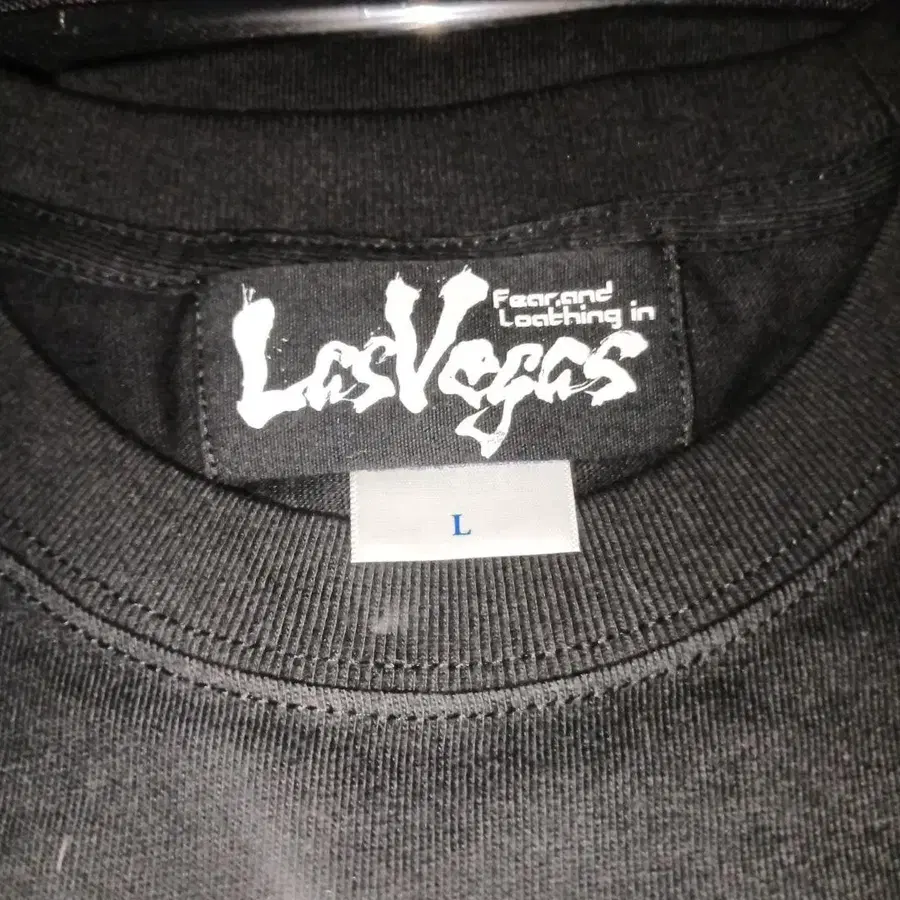 Fear,and
Loathing in
LasVegas
L